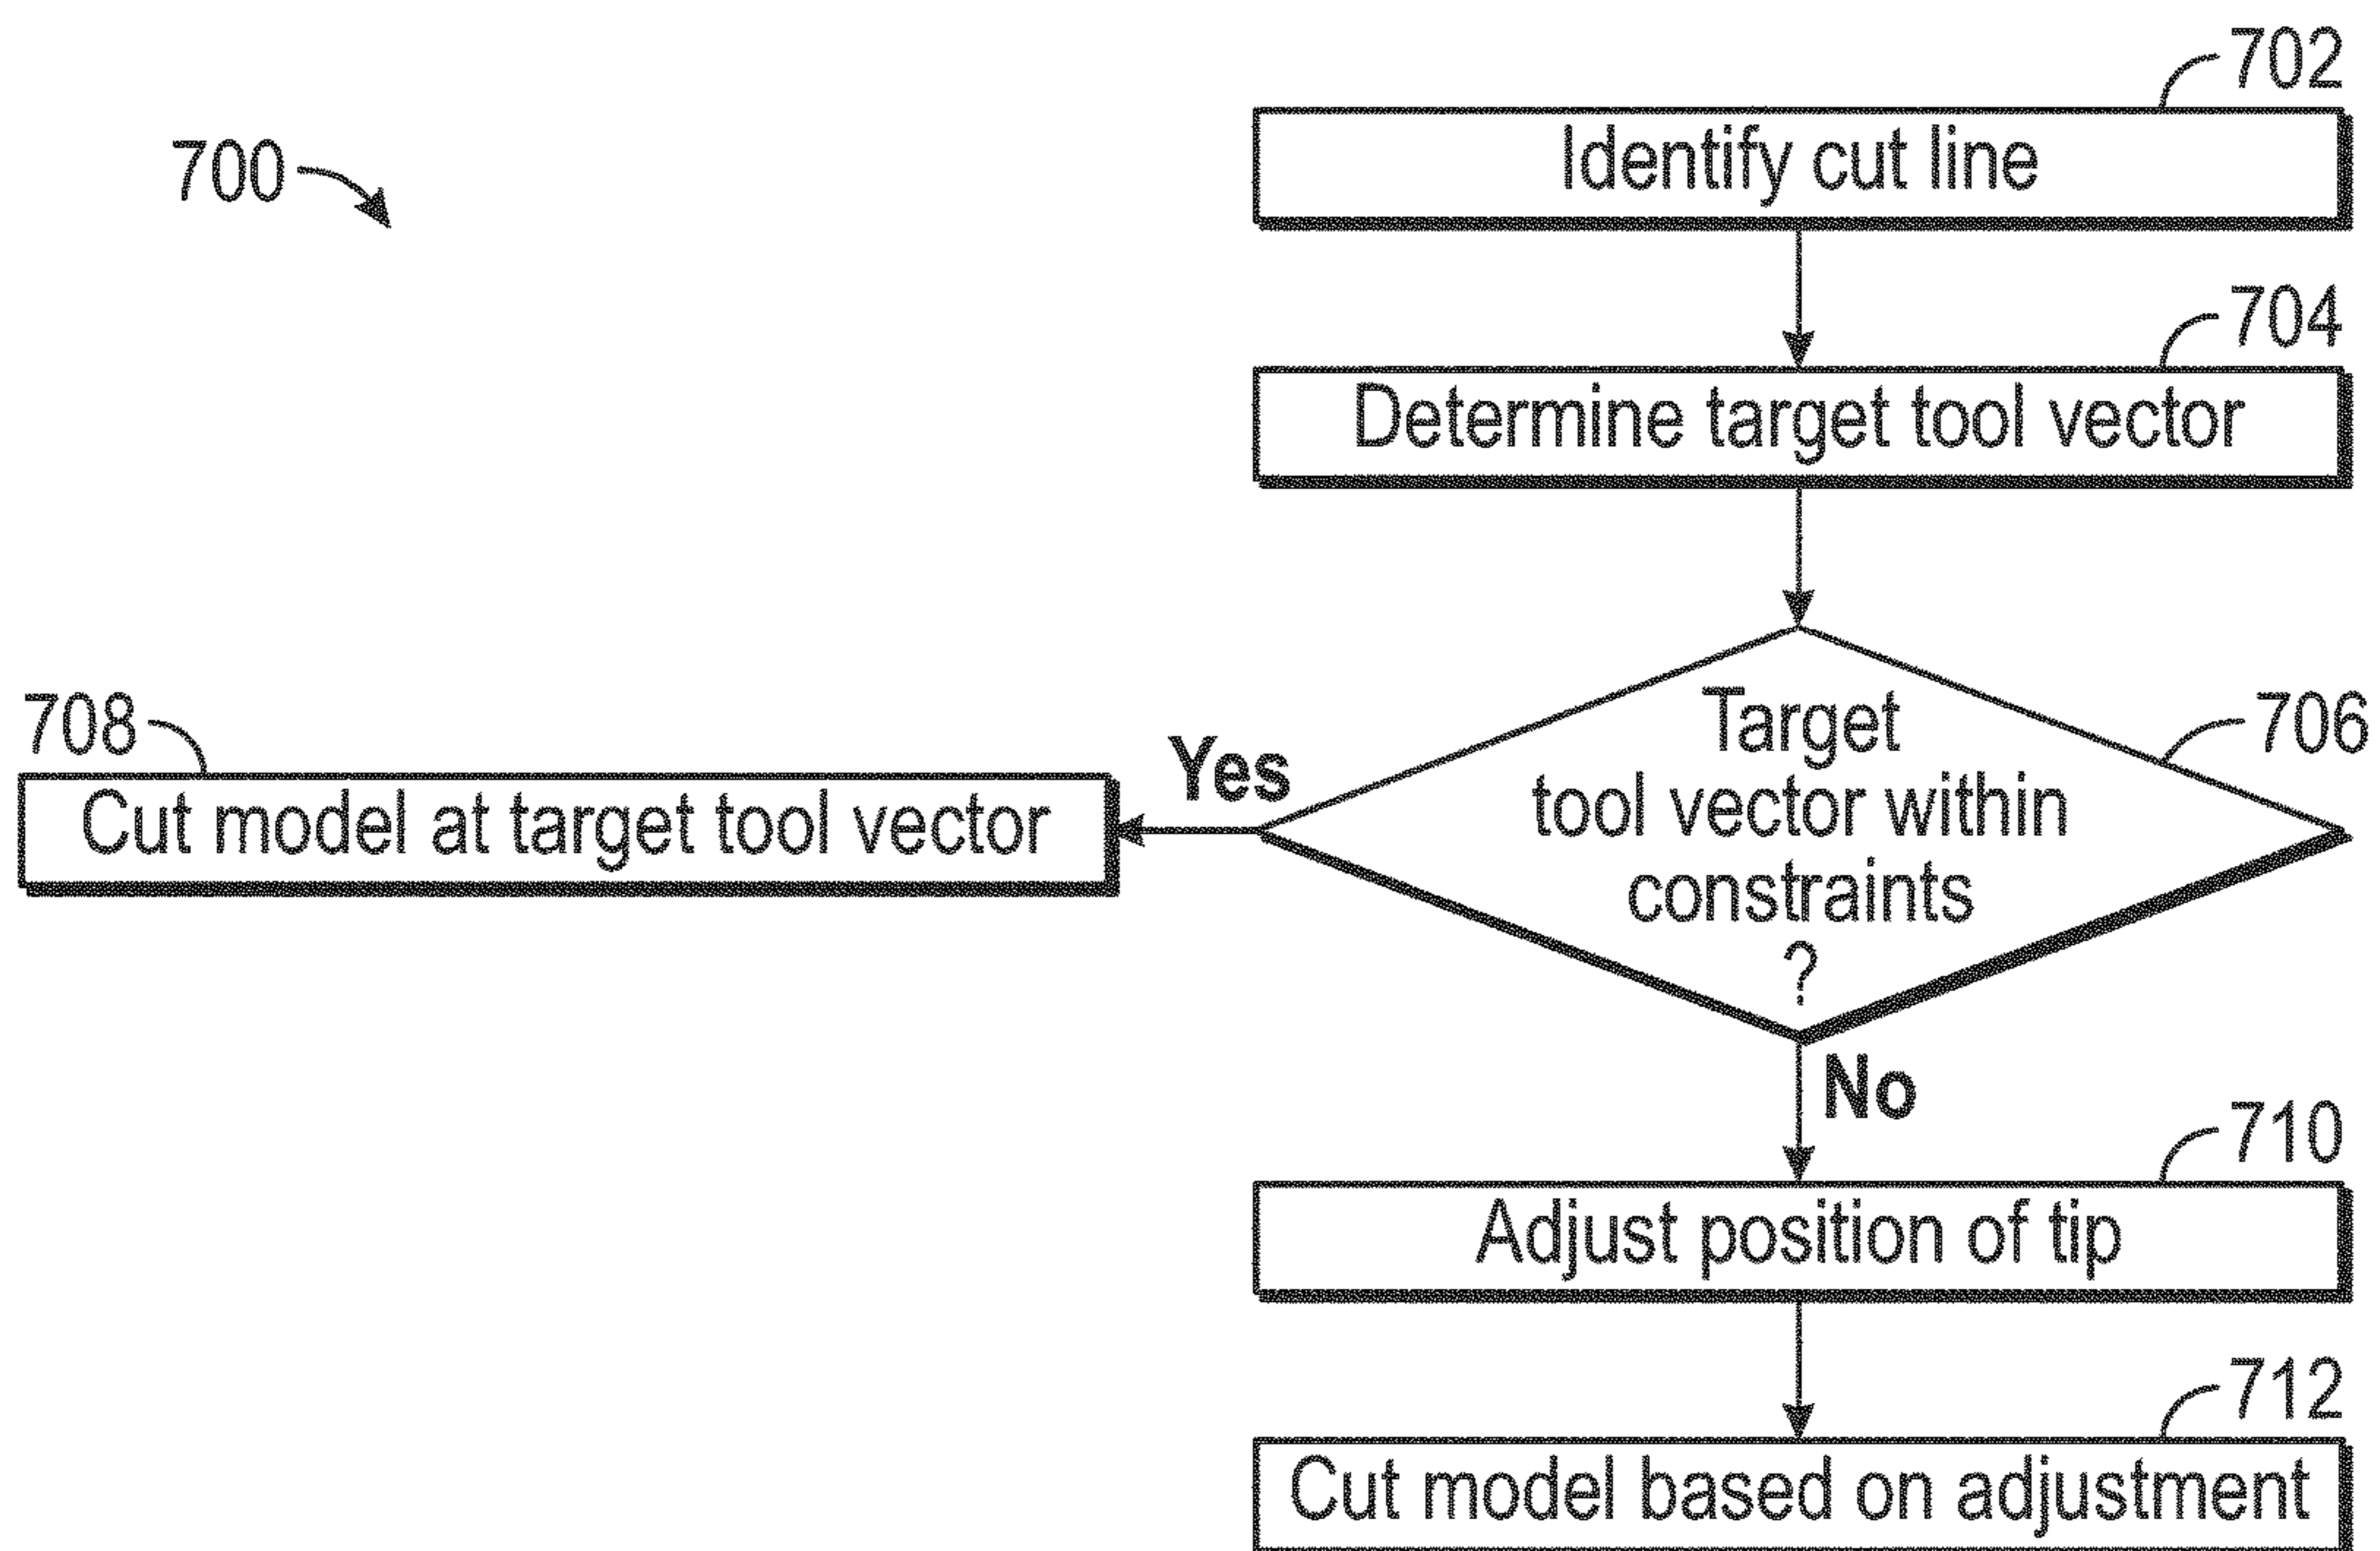 702
700
Identify cut line
704
Determine target tool vector
708
Yes
Target
tool vector within
constraints
?
706
Cut model at target tool vector
No
710
Adjust position of tip
712
Cut model based on adjustment